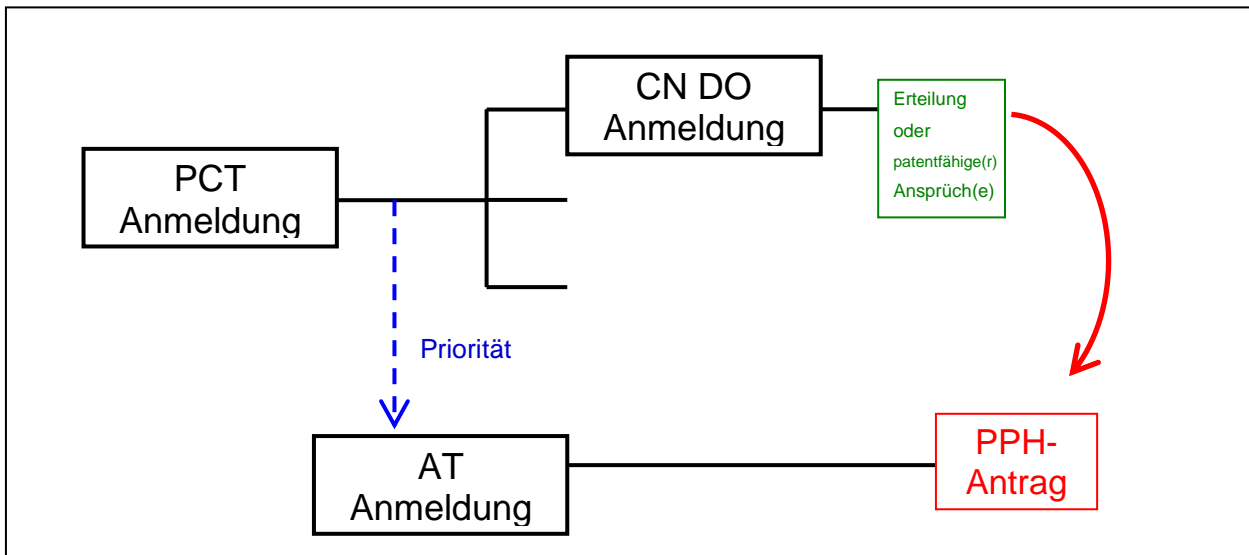 CN DO
Anmeldung
Erteilung
oder
patentfähige(r)
Ansprüch(e)
PCT
Anmeldung
Priorität
AT
Anmeldung
PPH-
Antrag